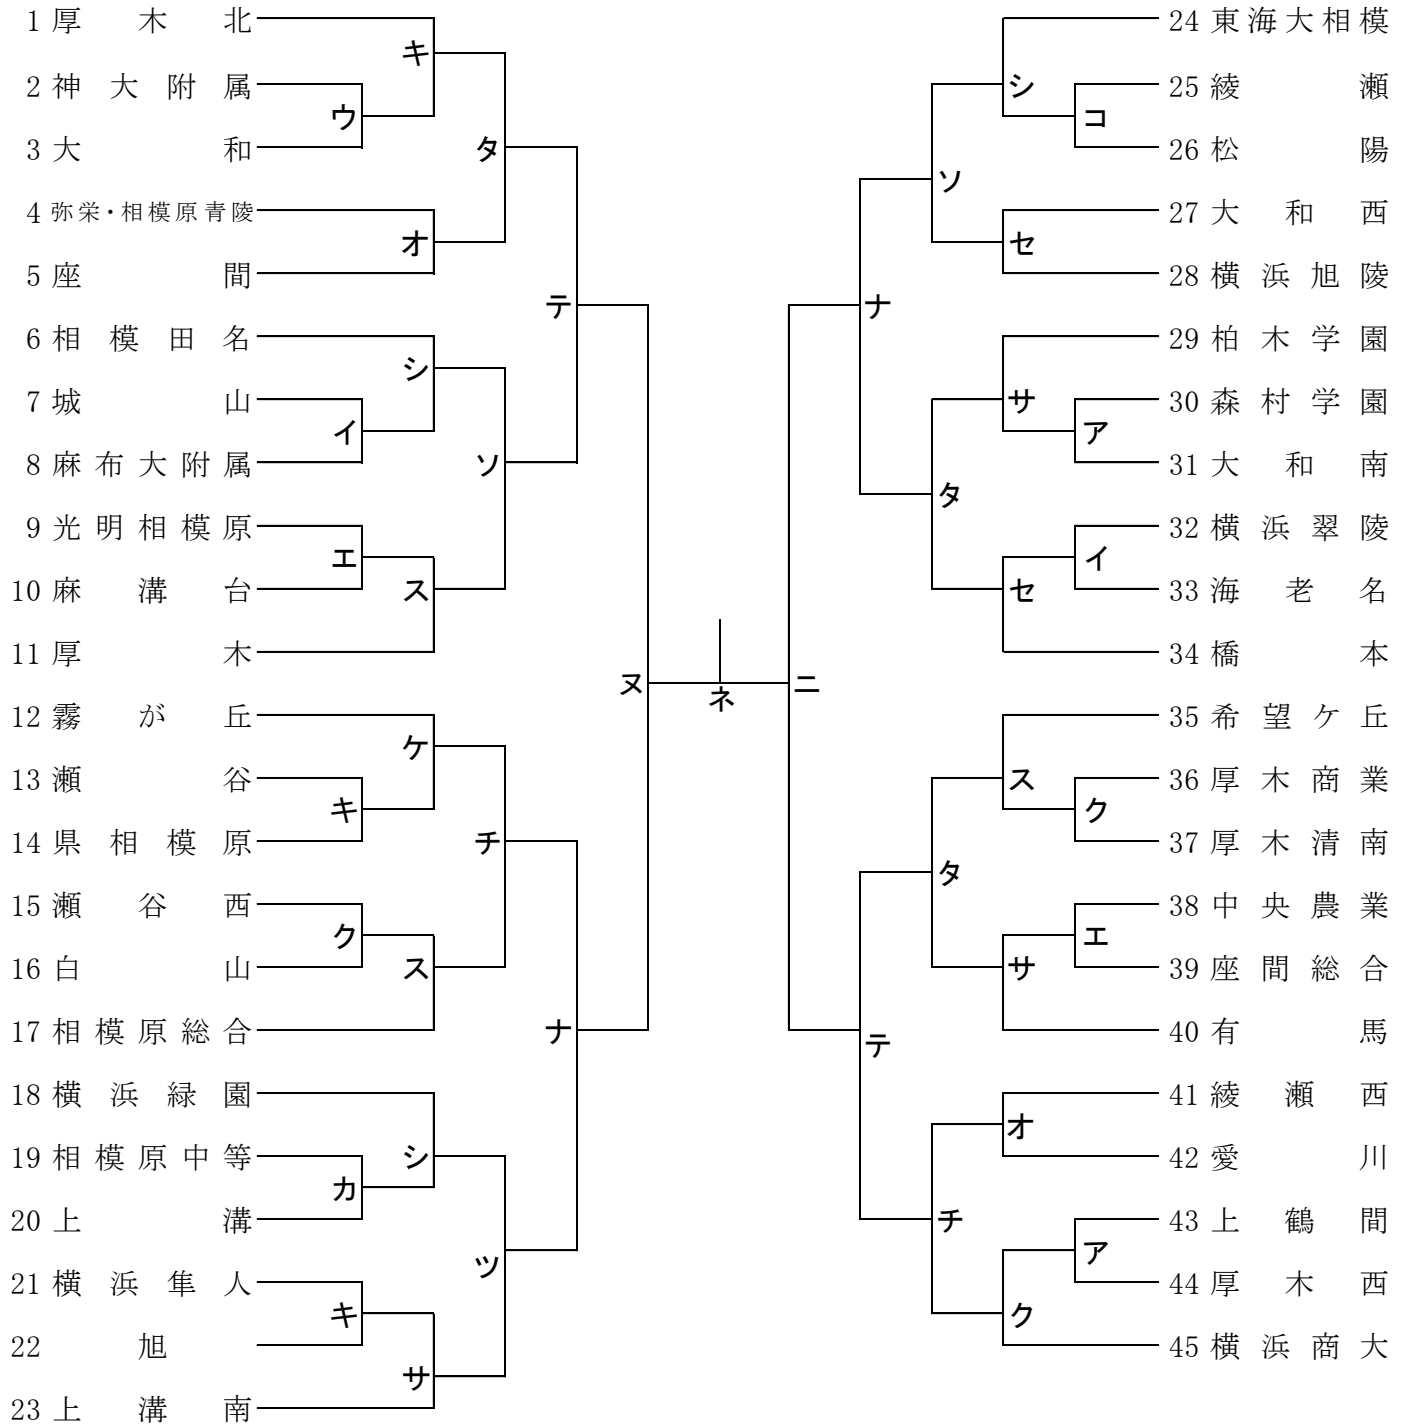 1 厚木北
キ
2 神大附属
ウ
3 大和
タ
4 弥栄・相模原青陵
オ
5 座間
テ
6 相模田名
シ
7 城山
イ
8 麻布大附属
ソ
9 光明相模原
エ
10 麻溝台
ス
11 厚木
ヌ
12 霧が丘
ケ
13 瀬谷
キ
14 県相模原
チ
15 瀬谷西
ク
16 白山
ス
17 相模原総合
ナ
18 横浜緑園
シ
19 相模原中等
カ
20 上溝
ツ
21 横浜隼人
キ
22 旭
サ
23 上溝南
ネ
24 東海大相模
シ
25 綾瀬
コ
26 松陽
ソ
27 大和西
セ
28 横浜旭陵
ナ
29 柏木学園
サ
30 森村学園
ア
31 大和南
タ
32 横浜翠陵
イ
33 海老名
セ
34 橋本
ニ
35 希望ケ丘
ス
36 厚木商業
ク
37 厚木清南
タ
38 中央農業
エ
39 座間総合
サ
40 有馬
テ
41 綾瀬西
オ
42 愛川
チ
43 上鶴間
ア
44 厚木西
ク
45 横浜商大